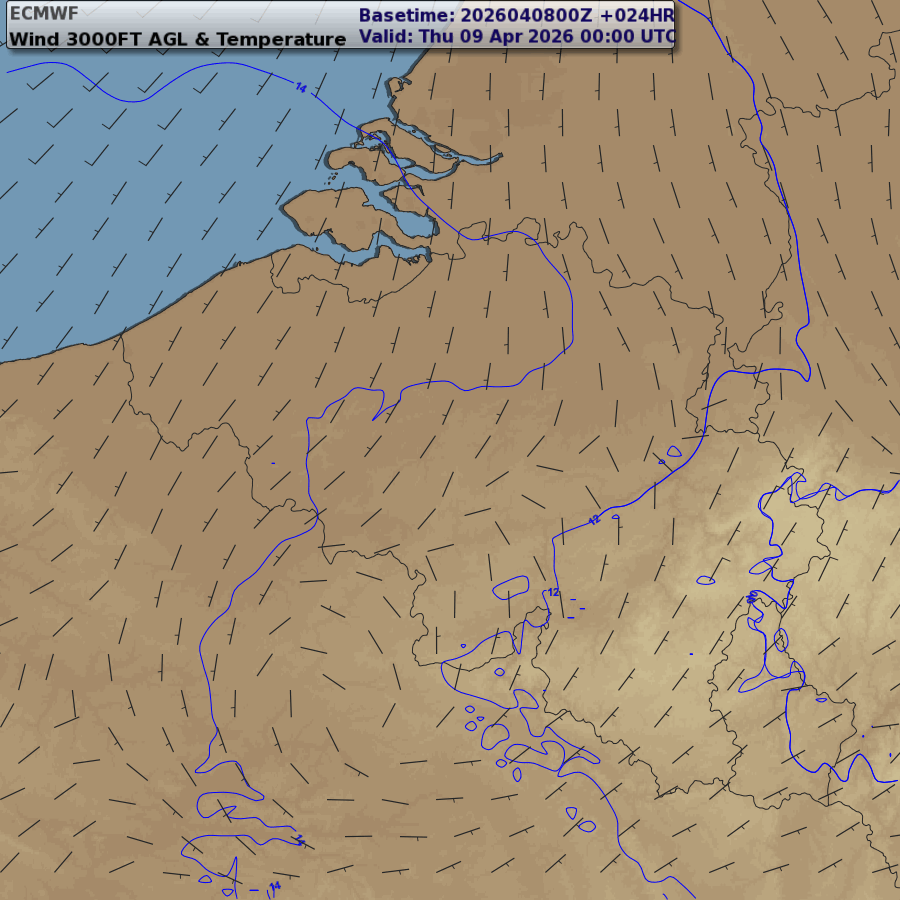 ECMWF
Basetime: 2026040800Z +024HR
Wind 3000FT AGL & Temperature
Valid: Thu 09 Apr 2026 00:00 UTC
14
12
12
14